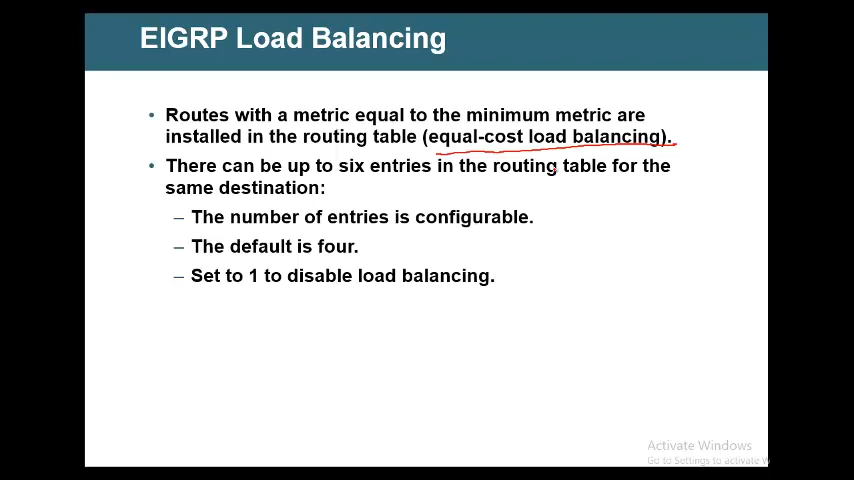 EIGRP Load Balancing
• Routes with a metric equal to the minimum metric are
installed in the routing table (equal-cost load balancing).
• There can be up to six entries in the routing table for the
same destination:
– The number of entries is configurable.
– The default is four.
– Set to 1 to disable load balancing.
Activate Windows
Go to Settings to activate W